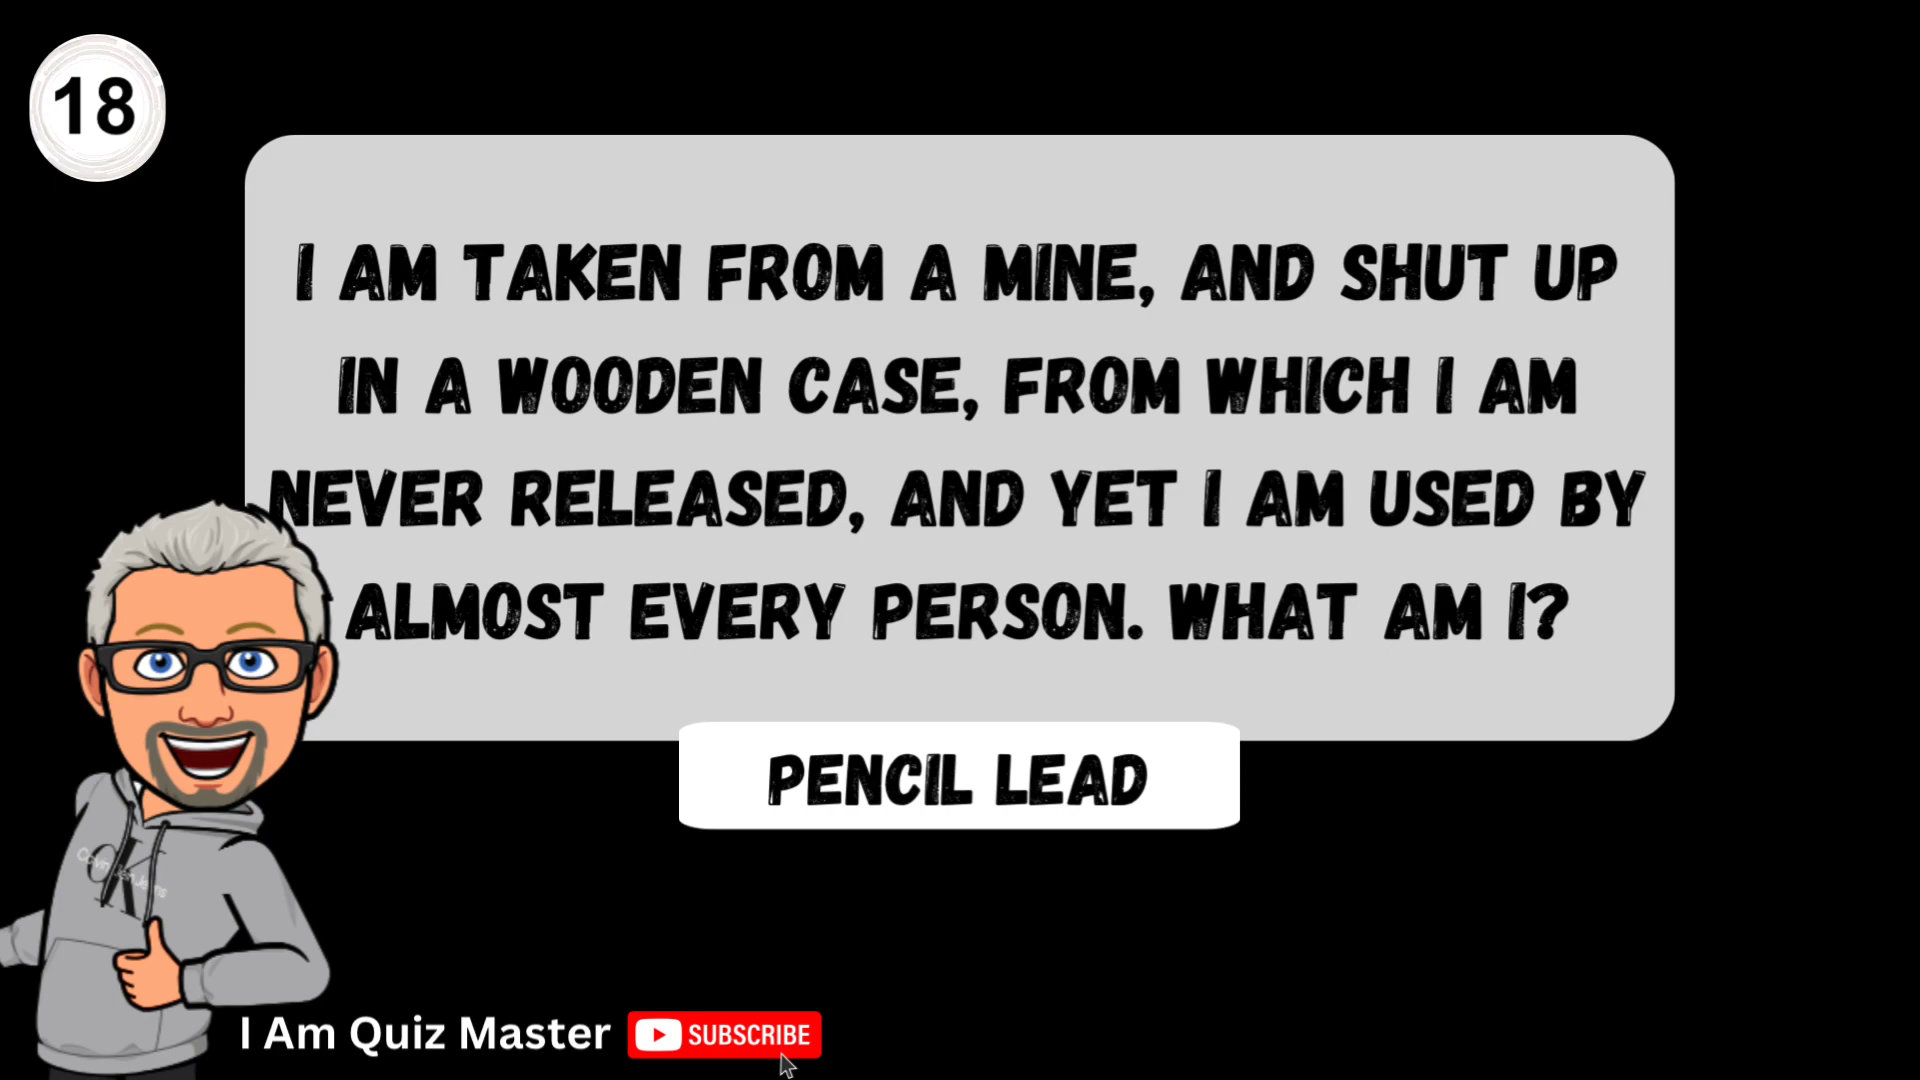 18
I AM TAKEN FROM A MINE, AND SHUT UP
IN A WOODEN CASE, FROM WHICH I AM
NEVER RELEASED, AND YET I AM USED BY
ALMOST EVERY PERSON. WHAT AM I?
PENCIL LEAD
CK
I Am Quiz Master
SUBSCRIBE